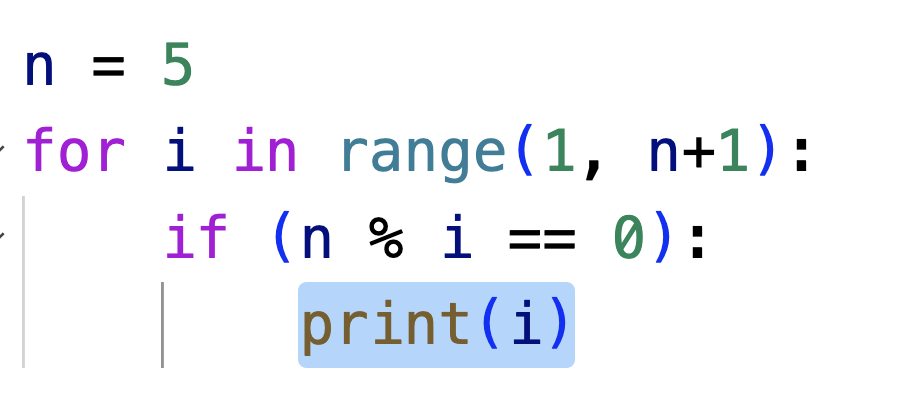 n = 5
for i in range(1, n+1):
    if (n % i == 0):
        print(i)